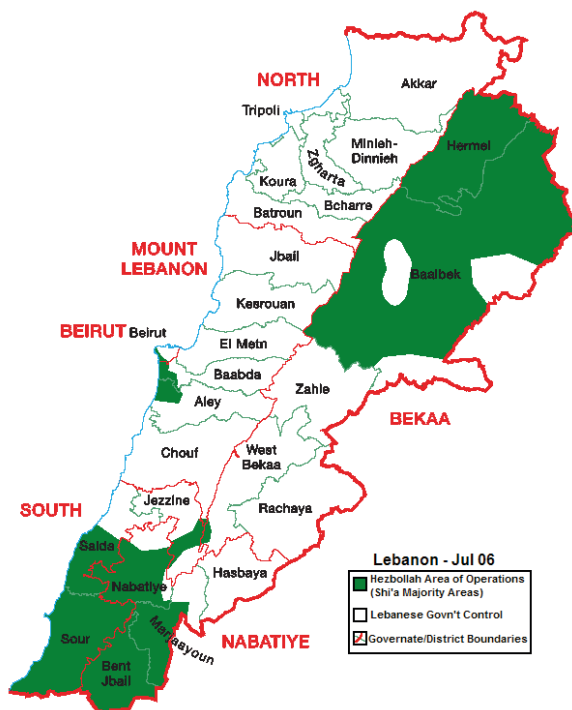 NORTH
Akkar
Tripoli
Minieh-
Dinnieh
Hermel
Zgharta
Koura
Bcharre
Batroun
MOUNT
LEBANON
Jbail
Baalbek
Kesrouan
BEIRUT
Beirut
El Metn
Baabda
Zahle
Aley
BEKAA
Chouf
West
Bekaa
SOUTH
Jezzine
Rachaya
Saida
Hasbaya
Nabatiye
Sour
Marjaayoun
NABATIYE
Bent
Jbail
Lebanon - Jul 06
Hezbollah Area of Operations
(Shi'a Majority Areas)
Lebanese Govn't Control
Governate/District Boundaries